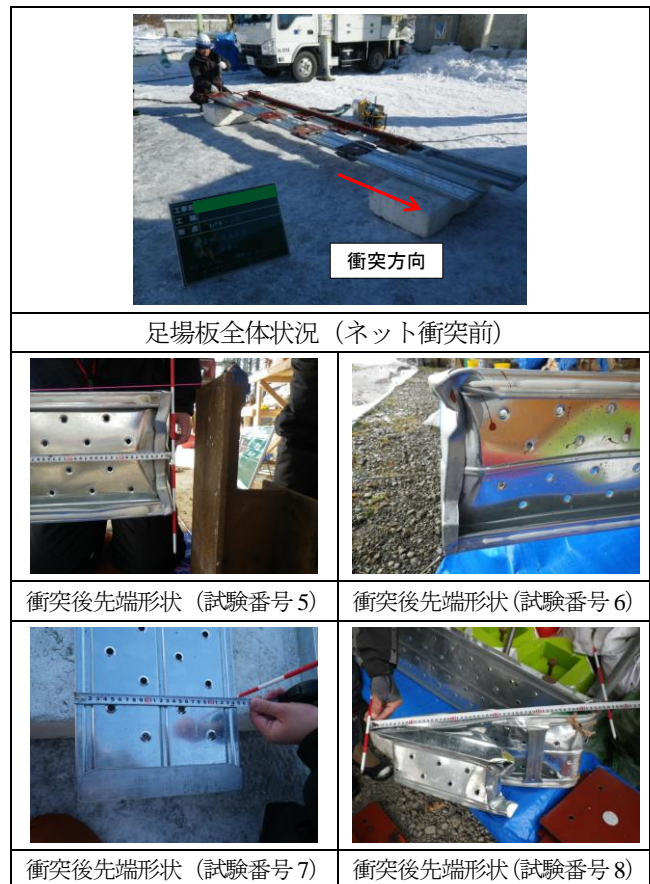 衝突方向
足場板全体状況（ネット衝突前）
衝突後先端形状（試験番号 5）
衝突後先端形状（試験番号 6）
衝突後先端形状（試験番号 7）
衝突後先端形状（試験番号 8）